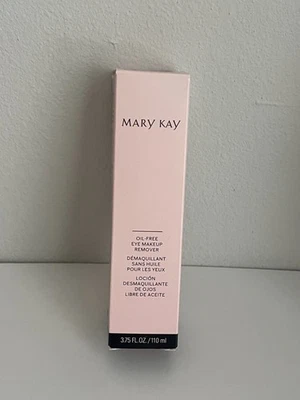 MARY KAY
OIL-FREE
EYE MAKEUP
REMOVER
DÉMAQUILLANT
SANS HUILE
POUR LES YEUX
LOCIÓN
DESMAQUILLANTE
DE OJOS
LIBRE DE ACEITE
3.75 FL.OZ./110 ml